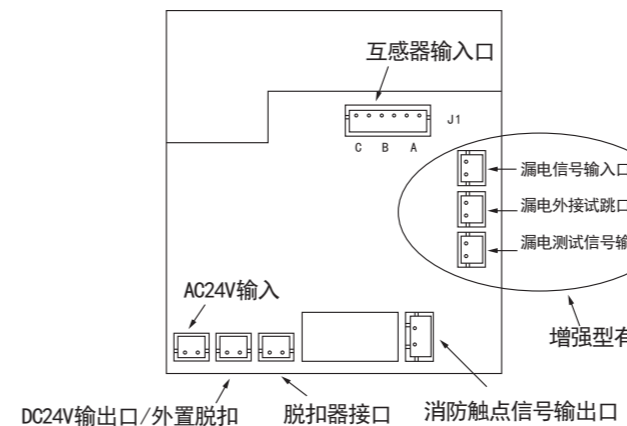 互感器输入口
J1
C B A
漏电信号输入口
漏电外接试跳口
漏电测试信号输
增强型有
AC24V输入
DC24V输出口/外置脱扣
脱扣器接口
消防触点信号输出口